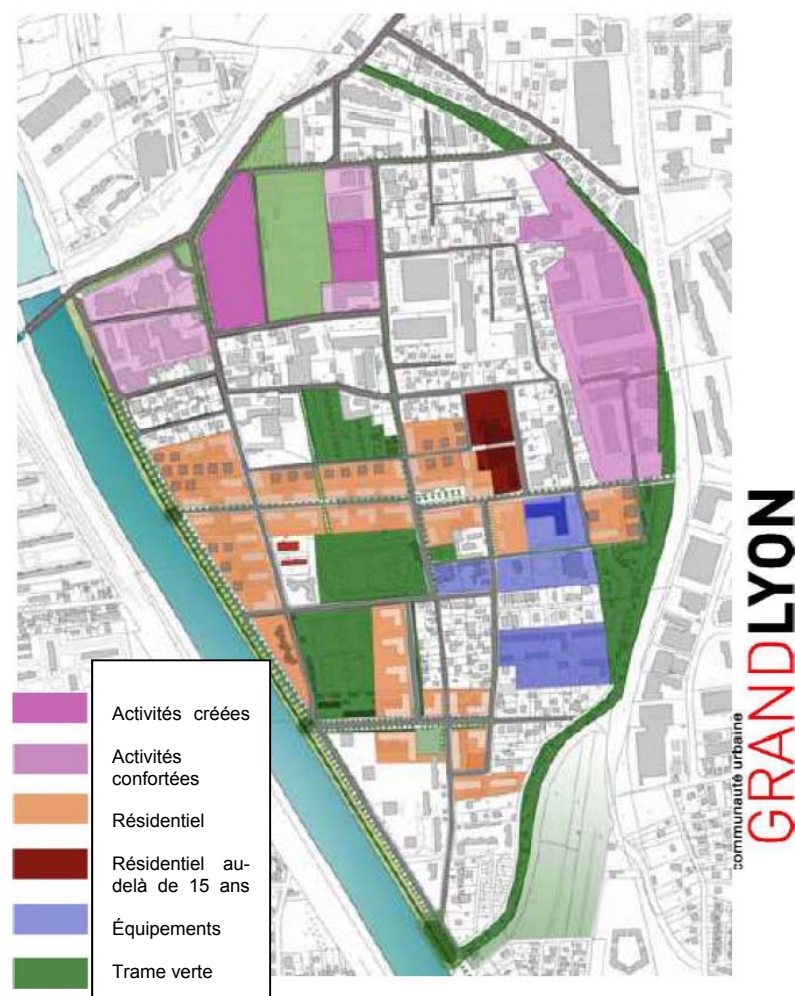 Activités créées
Activités
confortées
Résidentiel
Résidentiel au-
delà de 15 ans
Équipements
Trame verte
communauté urbaine
GRANDLYON